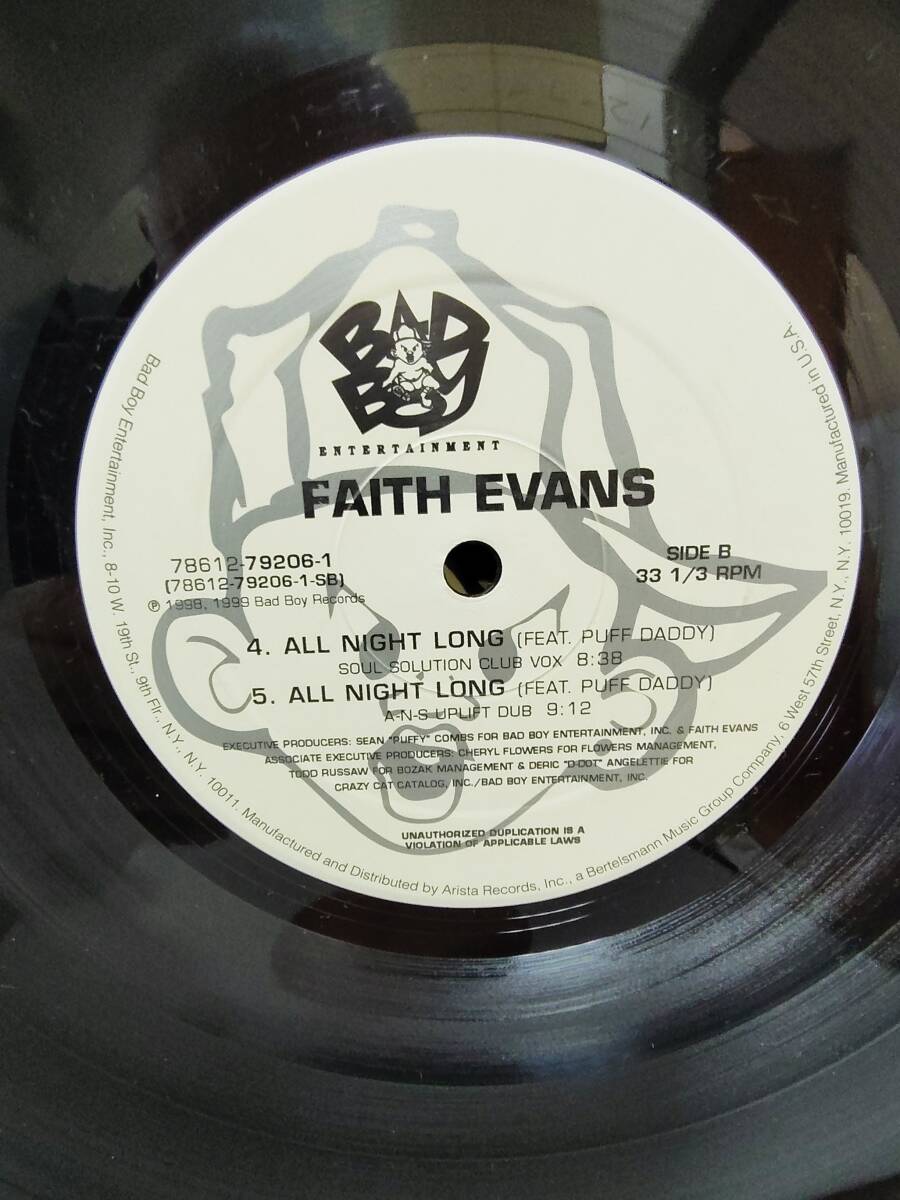 BAD BOY
ENTERTAINMENT
FAITH EVANS
78612-79206-1
(78612-79206-1-SB)
℗ 1998, 1999 Bad Boy Records
SIDE B
33 1/3 RPM
4. ALL NIGHT LONG (FEAT. PUFF DADDY)
SOUL SOLUTION CLUB VOX 8:38
5. ALL NIGHT LONG (FEAT. PUFF DADDY)
A-N-S UPLIFT DUB 9:12
EXECUTIVE PRODUCERS: SEAN "PUFFY" COMBS FOR BAD BOY ENTERTAINMENT, INC. & FAITH EVANS
ASSOCIATE EXECUTIVE PRODUCERS: CHERYL FLOWERS FOR FLOWERS MANAGEMENT,
TODD RUSSAW FOR BOZAK MANAGEMENT & DERIC "D-DOT" ANGELETTIE FOR
CRAZY CAT CATALOG, INC./BAD BOY ENTERTAINMENT, INC.
UNAUTHORIZED DUPLICATION IS A
VIOLATION OF APPLICABLE LAWS
Bad Boy Entertainment, Inc., 8-10 W. 19th St., 9th Flr., N.Y., N.Y. 10011. Manufactured and Distributed by Arista Records, Inc., a Bertelsmann Music Group Company, 6 West 57th Street, N.Y., N.Y. 10019. Manufactured in U.S.A.